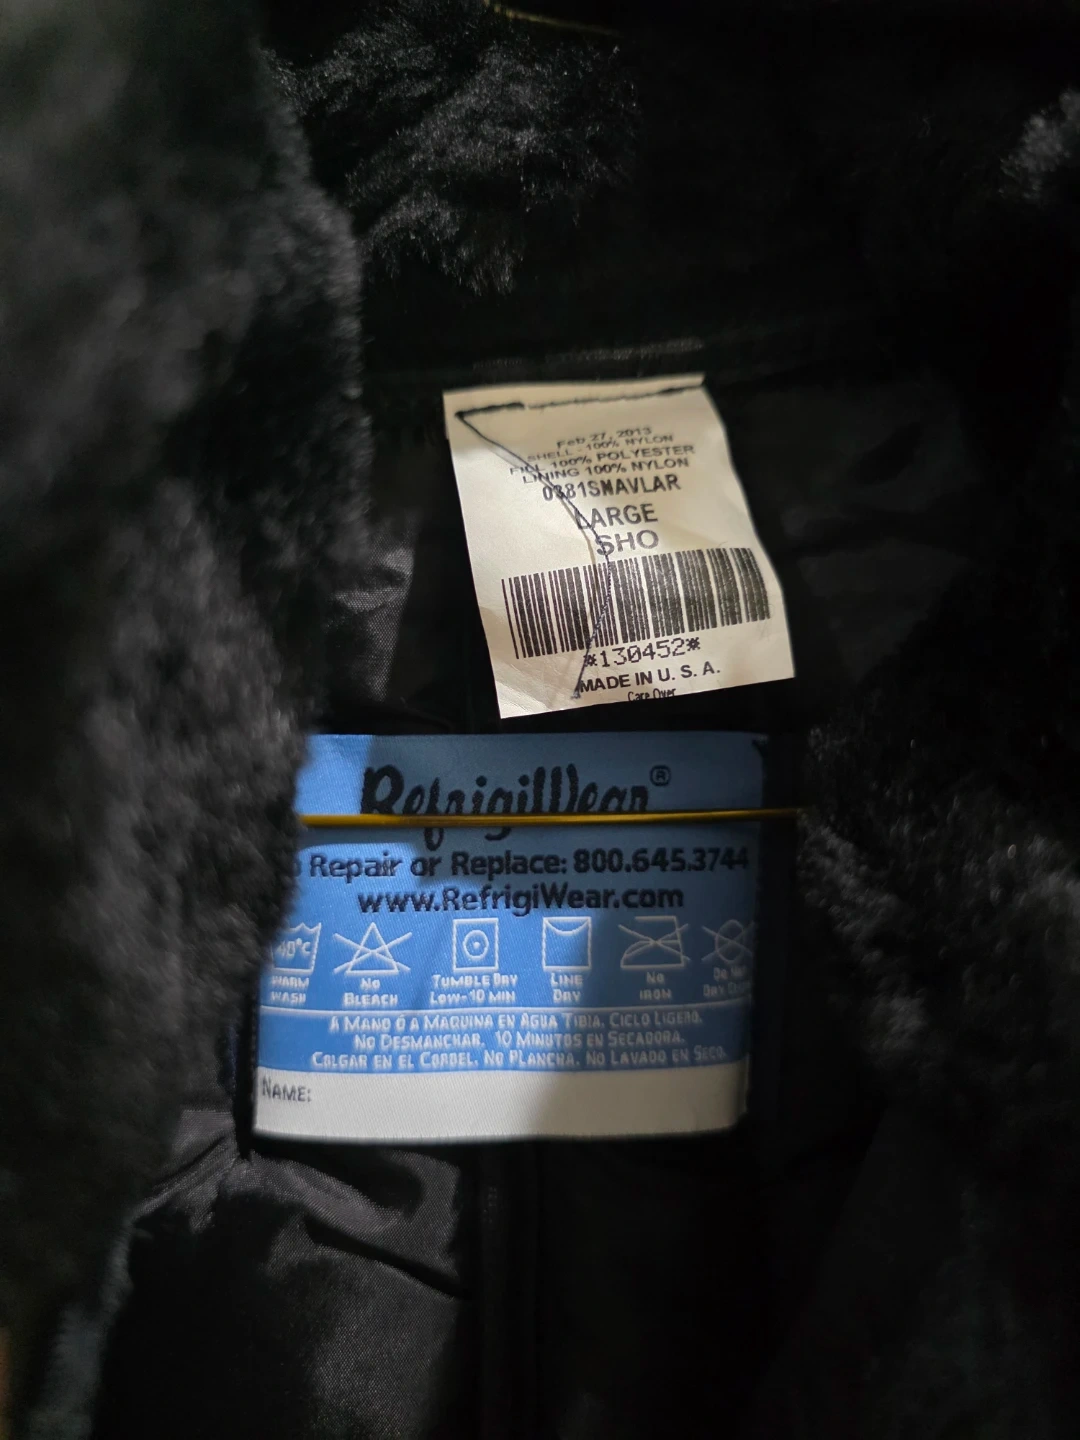 Feb 27, 2013
SHELL - 100% NYLON
FILL 100% POLYESTER
LINING 100% NYLON
0381SNAVLAR
LARGE
SHO
*130452*
MADE IN U. S. A.
Care Over
RefrigiWear®
Repair or Replace: 800.645.3744
www.RefrigiWear.com
40°C
WARM WASH
NO BLEACH
TUMBLE DRY LOW-10 MIN
LINE DRY
NO IRON
A MANO Ó A MAQUINA EN AGUA TIBIA. CICLO LIGERO.
NO DESMANCHAR. 10 MINUTOS EN SECADORA.
COLGAR EN EL CORDEL. NO PLANCHA. NO LAVADO EN SECO.
NAME: